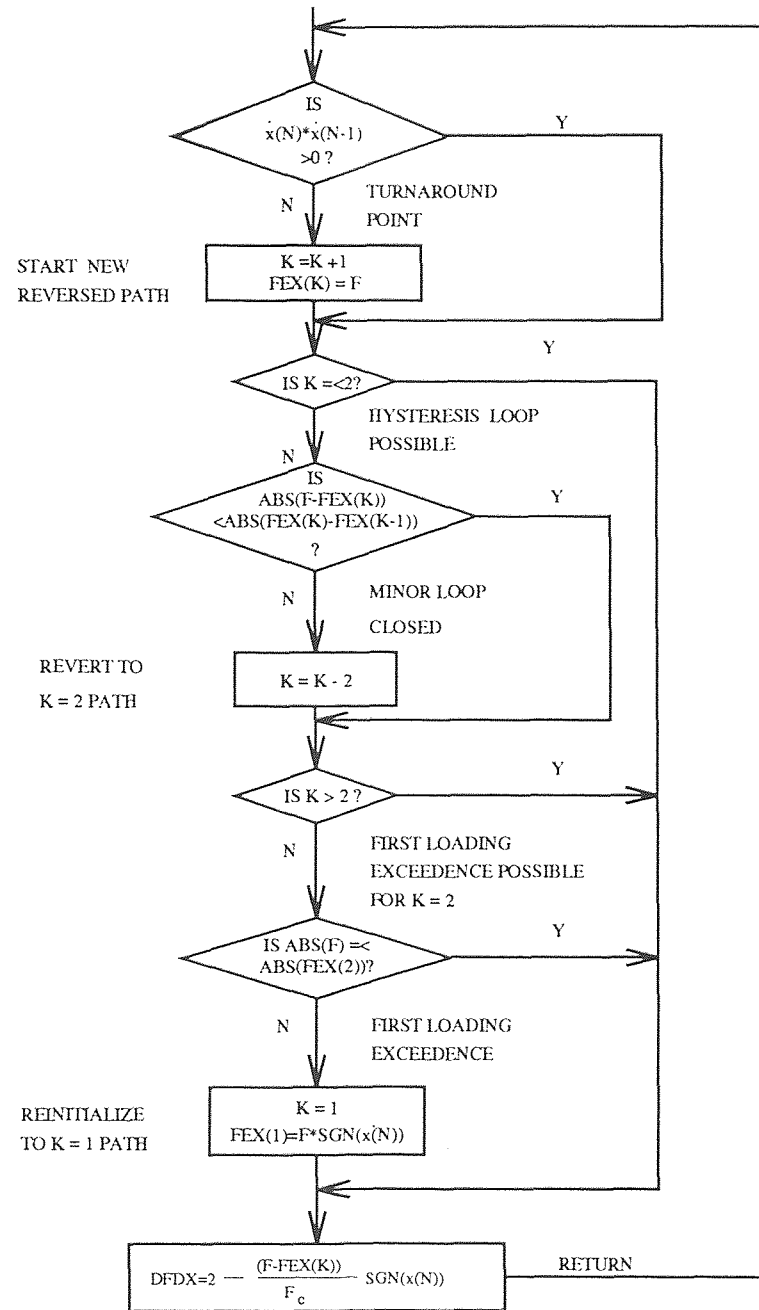 IS
ẋ(N)*ẋ(N-1)
>0 ?
Y
N
TURNAROUND
POINT
START NEW
REVERSED PATH
K =K +1
FEX(K) = F
Y
IS K =<2?
HYSTERESIS LOOP
POSSIBLE
N
IS
ABS(F-FEX(K))
<ABS(FEX(K)-FEX(K-1))
?
Y
N
MINOR LOOP
CLOSED
REVERT TO
K = 2 PATH
K = K - 2
Y
IS K > 2 ?
N
FIRST LOADING
EXCEEDENCE POSSIBLE
FOR K = 2
IS ABS(F) =<
ABS(FEX(2))?
Y
N
FIRST LOADING
EXCEEDENCE
REINITIALIZE
TO K = 1 PATH
K = 1
FEX(1)=F*SGN(ẋ(N))
DFDX=2 — (F-FEX(K)) / F_c SGN(ẋ(N))
RETURN